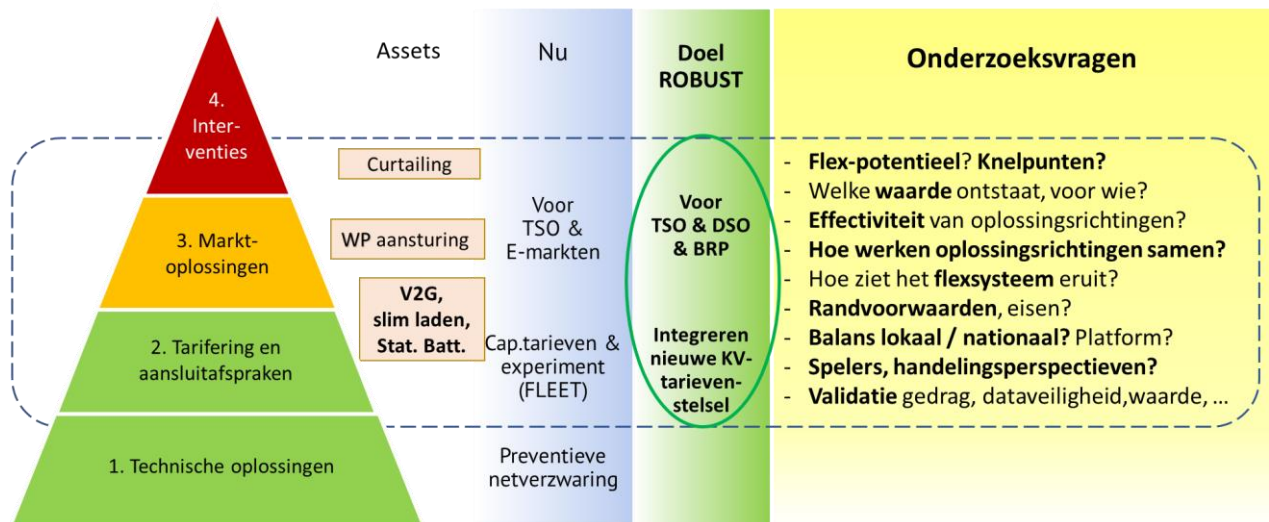 Assets
Nu
Doel
ROBUST
Onderzoeksvragen
4.
Inter-
venties
3. Markt-
oplossingen
2. Tarifering en
aansluitafspraken
1. Technische oplossingen
Curtailing
WP aansturing
V2G,
slim laden,
Stat. Batt.
Voor
TSO &
E-markten
Cap.tarieven &
experiment
(FLEET)
Preventieve
netverzwaring
Voor
TSO & DSO
& BRP
Integreren
nieuwe KV-
tarieven-
stelsel
- Flex-potentieel? Knelpunten?
- Welke waarde ontstaat, voor wie?
- Effectiviteit van oplossingsrichtingen?
- Hoe werken oplossingsrichtingen samen?
- Hoe ziet het flexsysteem eruit?
- Randvoorwaarden, eisen?
- Balans lokaal / nationaal? Platform?
- Spelers, handelingsperspectieven?
- Validatie gedrag, dataveiligheid,waarde, ...